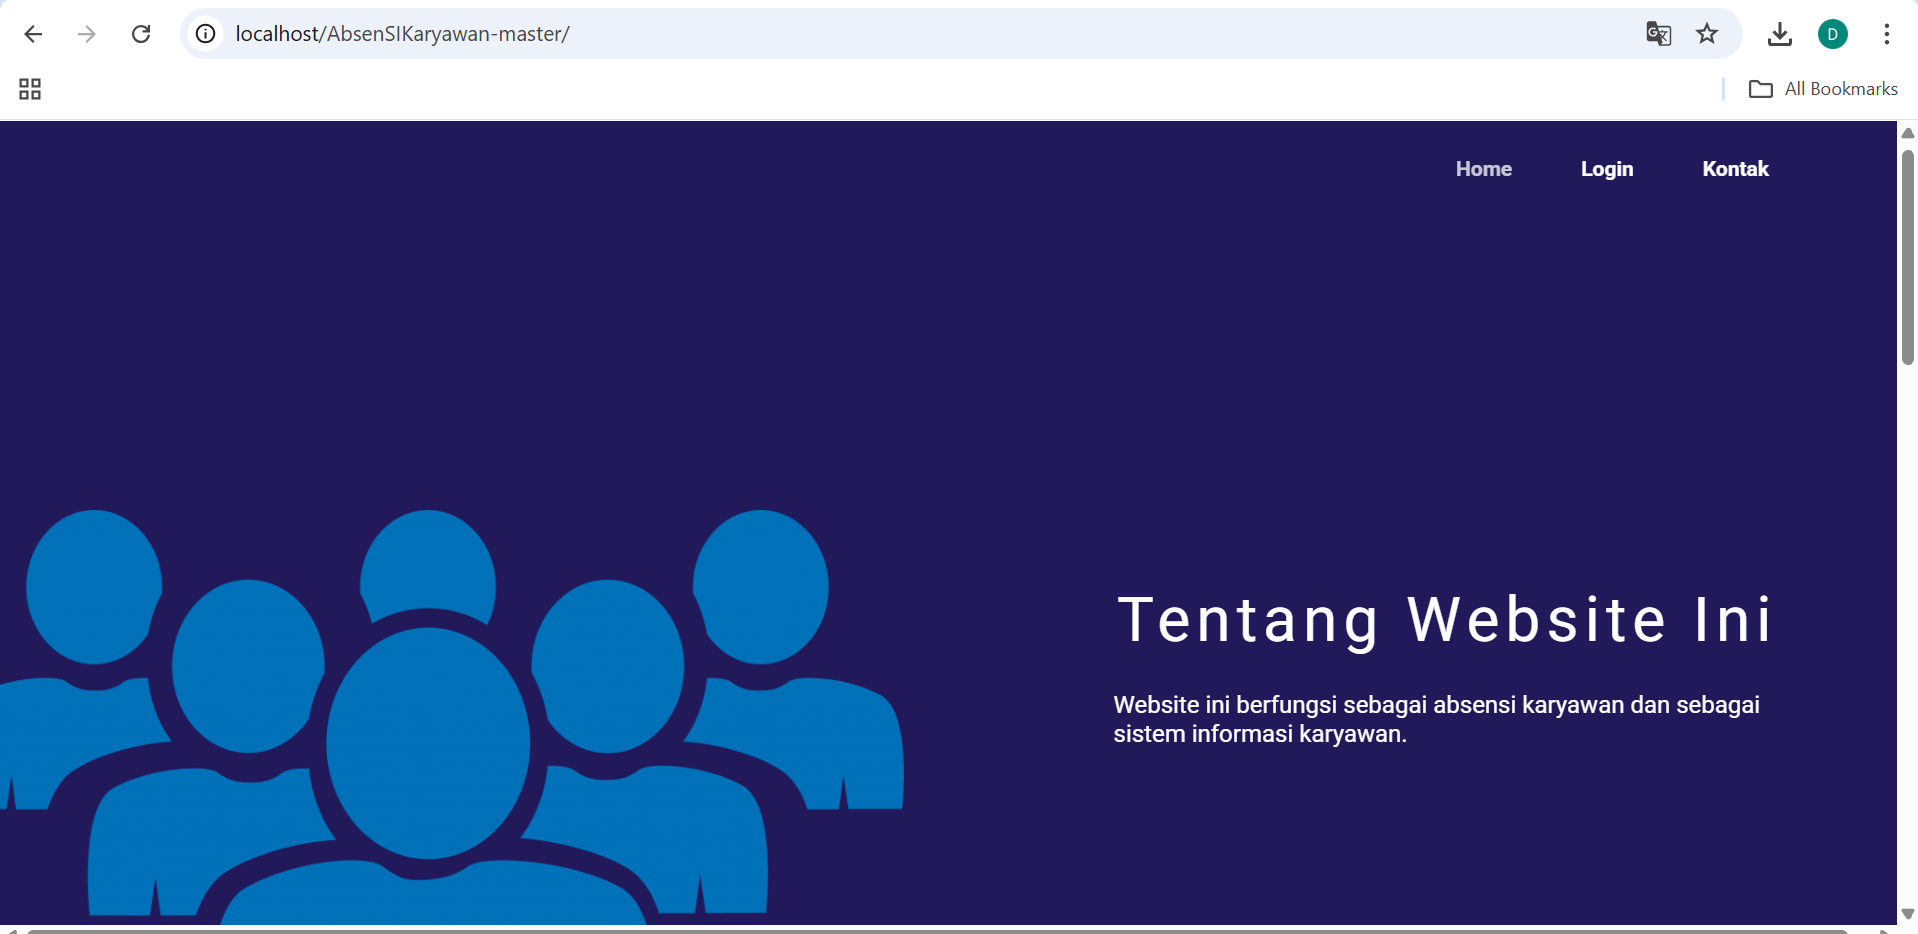 localhost/AbsenSIKaryawan-master/
D
All Bookmarks
Home
Login
Kontak
Tentang Website Ini
Website ini berfungsi sebagai absensi karyawan dan sebagai
sistem informasi karyawan.